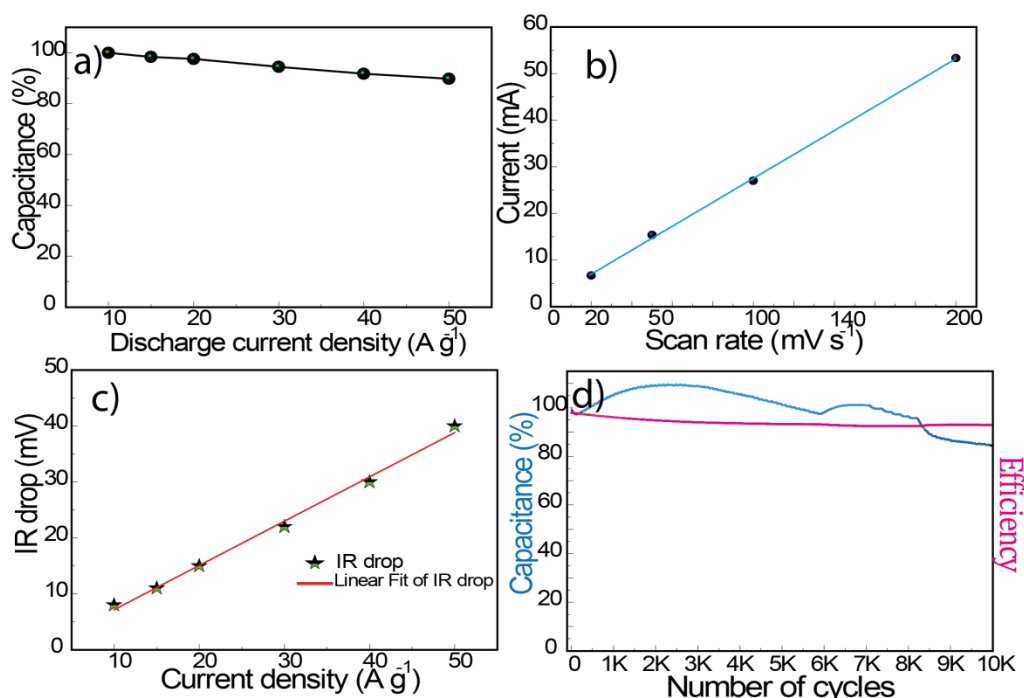 a)
Capacitance (%)
100
80
60
40
20
0
10 20 30 40 50
Discharge current density (A g⁻¹)
b)
Current (mA)
60
50
40
30
20
10
0
0 20 50 100 140 200
Scan rate (mV s⁻¹)
c)
IR drop (mV)
50
40
30
20
10
0
IR drop
Linear Fit of IR drop
10 20 30 40 50
Current density (A g⁻¹)
d)
Capacitance (%)
100
80
60
40
20
0
Efficiency
0 1K 2K 3K 4K 5K 6K 7K 8K 9K 10K
Number of cycles